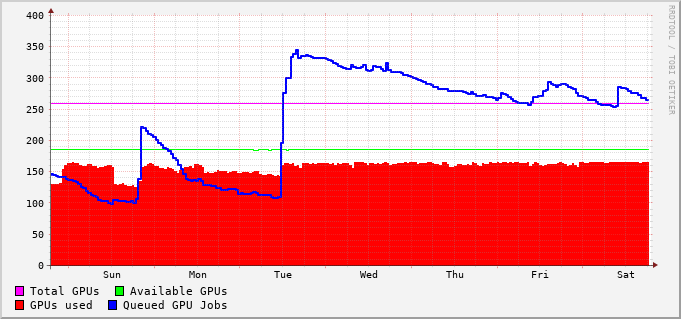 400
350
300
250
200
150
100
50
0
Sun Mon Tue Wed Thu Fri Sat
Total GPUs Available GPUs
GPUs used Queued GPU Jobs
RRDTOOL / TOBI OETIKER